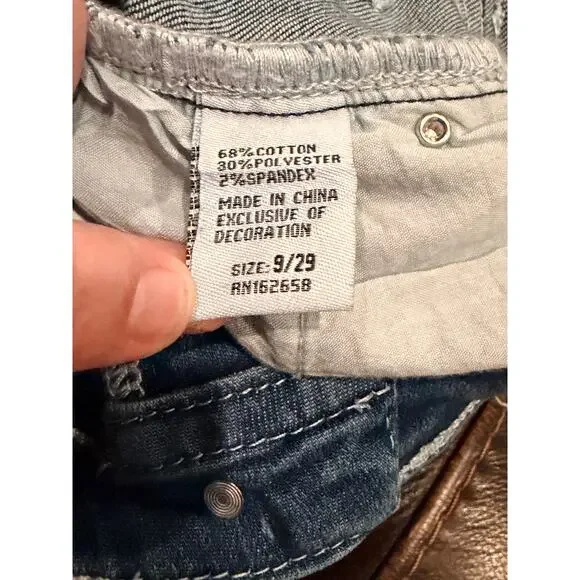 68%COTTON
30%POLYESTER
2%SPANDEX
MADE IN CHINA
EXCLUSIVE OF
DECORATION
SIZE: 9/29
RN162658